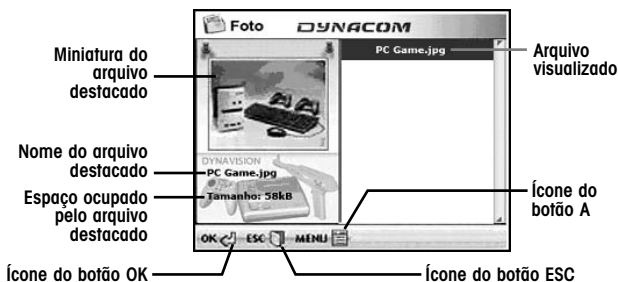 Foto DYNACOM
Miniatura do
arquivo
destacado
PC Game.jpg
Arquivo
visualizado
Nome do arquivo
destacado
DYNAVISION
PC Game.jpg
Espaço ocupado
pelo arquivo
destacado
Tamanho: 58kB
Ícone do
botão A
OK ESC MENU
Ícone do botão OK
Ícone do botão ESC